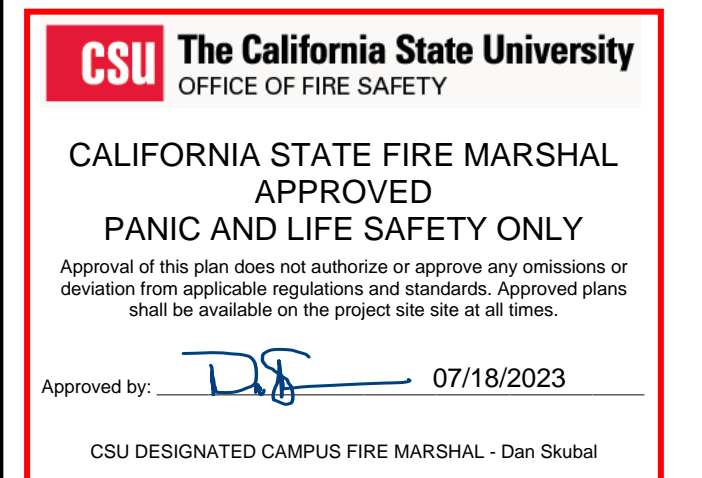 CSU The California State University
OFFICE OF FIRE SAFETY
CALIFORNIA STATE FIRE MARSHAL
APPROVED
PANIC AND LIFE SAFETY ONLY
Approval of this plan does not authorize or approve any omissions or
deviation from applicable regulations and standards. Approved plans
shall be available on the project site site at all times.
Approved by: 07/18/2023
CSU DESIGNATED CAMPUS FIRE MARSHAL - Dan Skubal